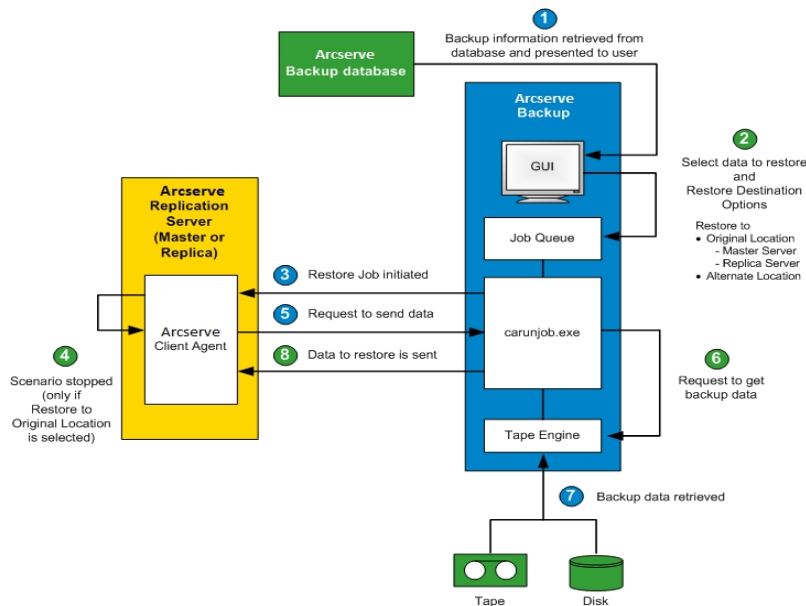 1
Backup information retrieved from
database and presented to user
Arcserve
Backup database
Arcserve
Backup
GUI
2
Select data to restore
and
Restore Destination
Options
Restore to
• Original Location
- Master Server
- Replica Server
• Alternate Location
Job Queue
Arcserve
Replication
Server
(Master or
Replica)
3 Restore Job initiated
Arcserve
Client Agent
5 Request to send data
carunjob.exe
8 Data to restore is sent
4
Scenario stopped
(only if
Restore to
Original Location
is selected)
6
Request to get
backup data
Tape Engine
7 Backup data retrieved
Tape
Disk